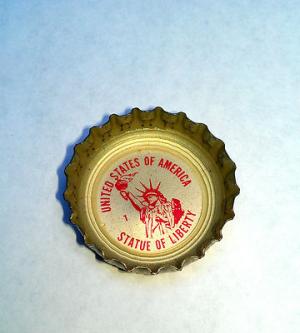 UNITED STATES OF AMERICA
1
STATUE OF LIBERTY